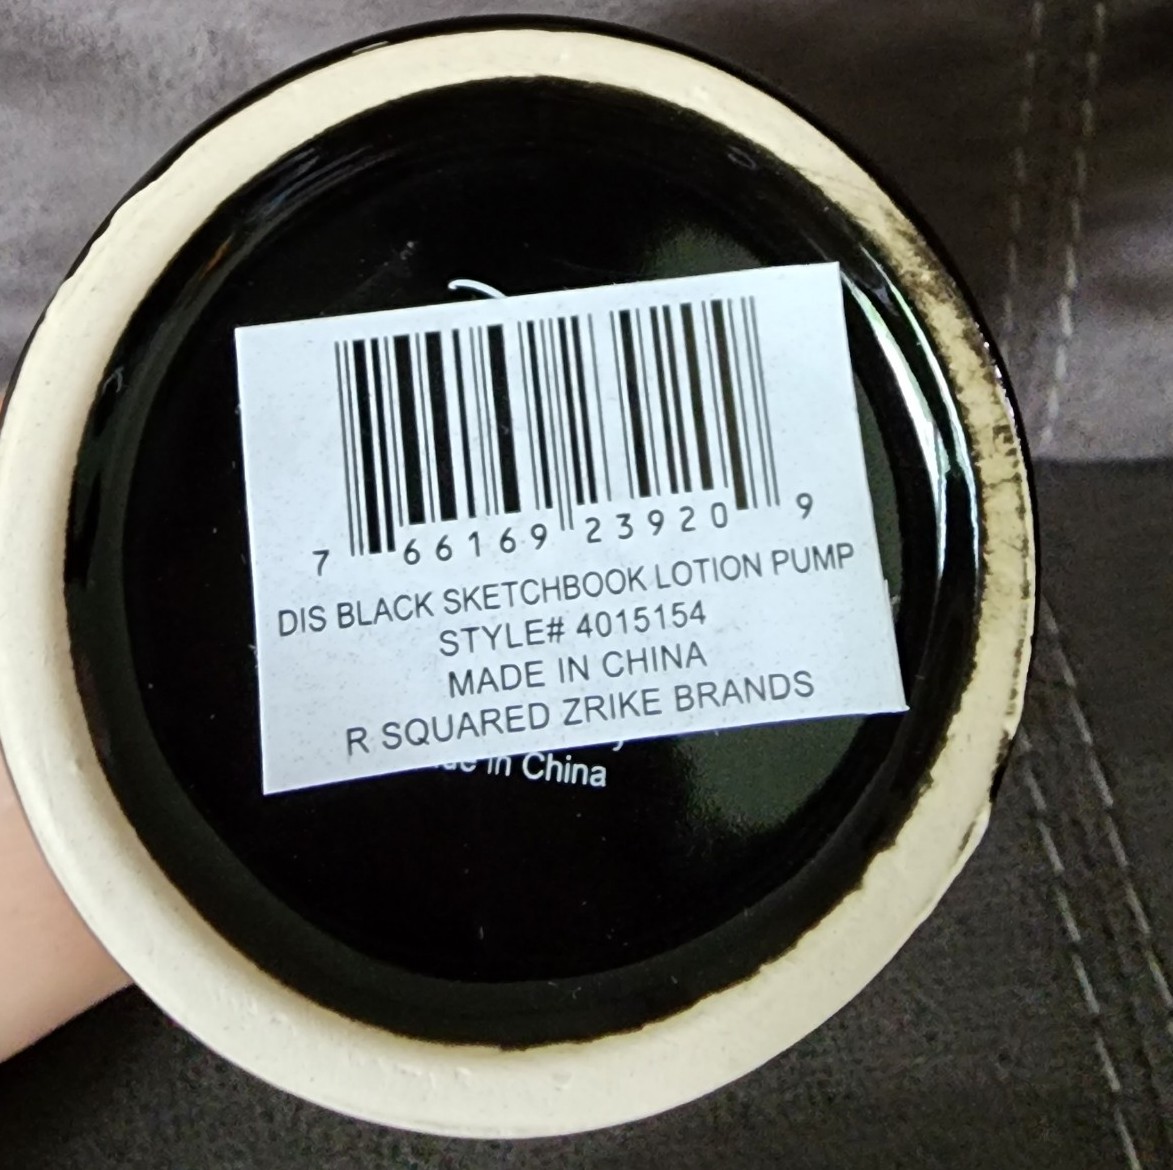 7 66169 23920 9
DIS BLACK SKETCHBOOK LOTION PUMP
STYLE# 4015154
MADE IN CHINA
R SQUARED ZRIKE BRANDS
in China